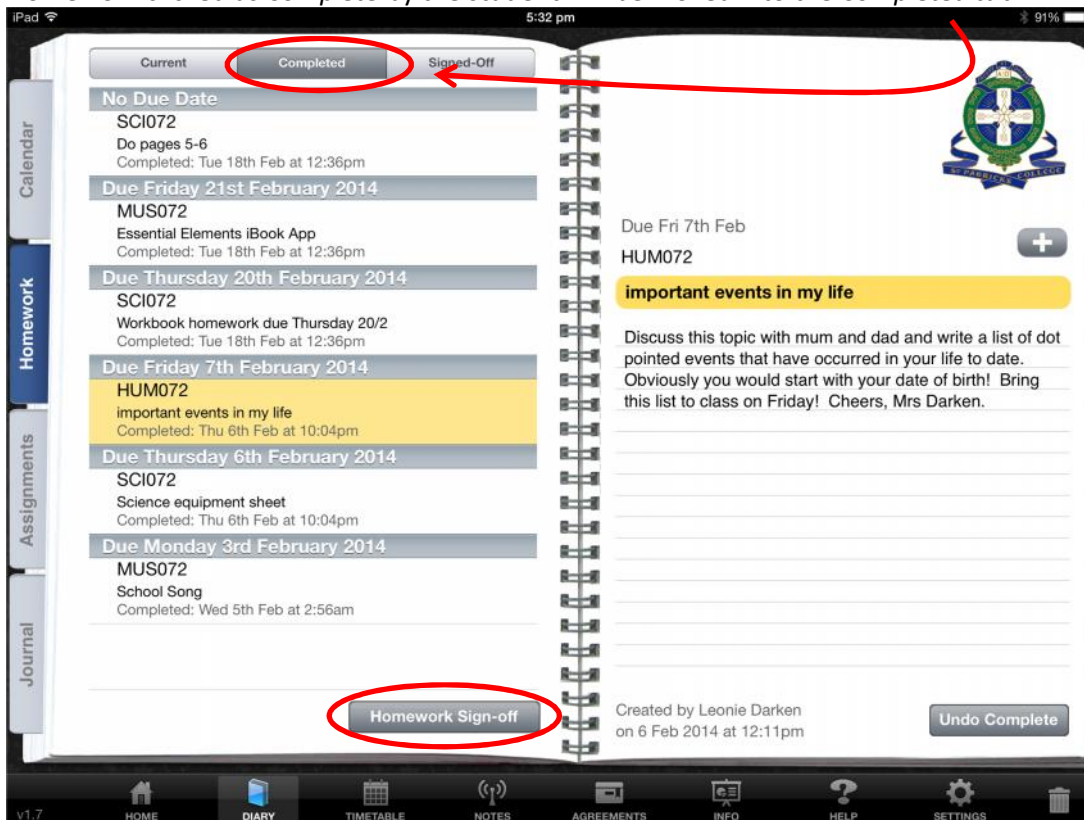 iPad
5:32 pm
91%
Current Completed Signed-Off
No Due Date
SCI072
Do pages 5-6
Completed: Tue 18th Feb at 12:36pm
Due Friday 21st February 2014
MUS072
Essential Elements iBook App
Completed: Tue 18th Feb at 12:36pm
Due Thursday 20th February 2014
SCI072
Workbook homework due Thursday 20/2
Completed: Tue 18th Feb at 12:36pm
Due Friday 7th February 2014
HUM072
important events in my life
Completed: Thu 6th Feb at 10:04pm
Due Thursday 6th February 2014
SCI072
Science equipment sheet
Completed: Thu 6th Feb at 10:04pm
Due Monday 3rd February 2014
MUS072
School Song
Completed: Wed 5th Feb at 2:56am
Homework Sign-off
Calendar
Homework
Assignments
Journal
ST PATRICK'S COLLEGE
Due Fri 7th Feb
HUM072
important events in my life
Discuss this topic with mum and dad and write a list of dot
pointed events that have occurred in your life to date.
Obviously you would start with your date of birth! Bring
this list to class on Friday! Cheers, Mrs Darken.
Created by Leonie Darken
on 6 Feb 2014 at 12:11pm
Undo Complete
v1.7 HOME DIARY TIMETABLE NOTES AGREEMENTS INFO HELP SETTINGS